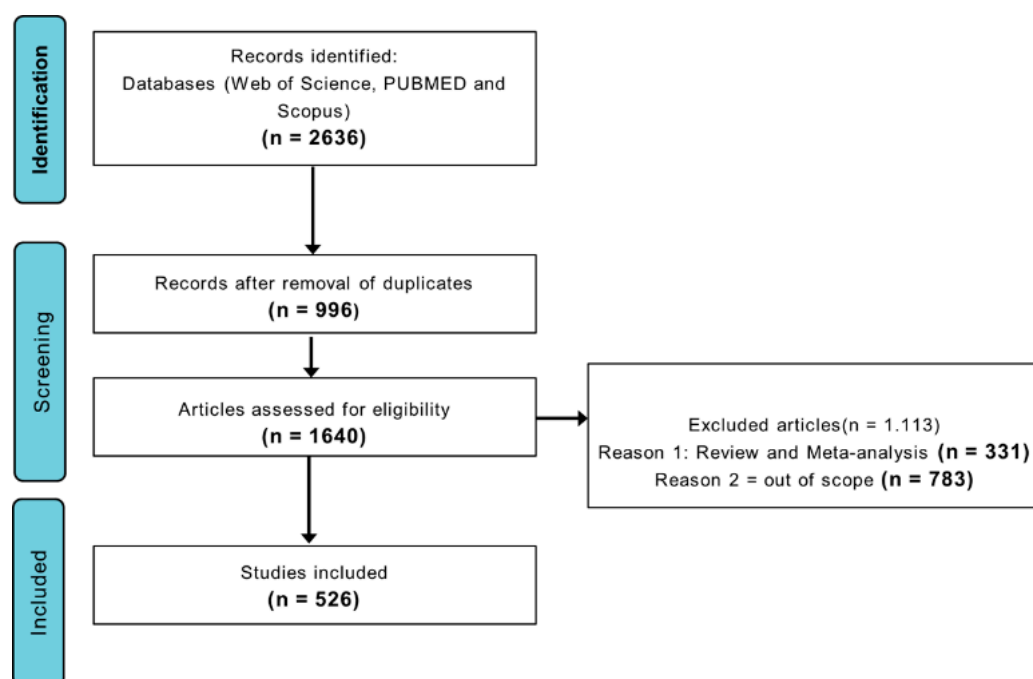 Identification
Records identified:
Databases (Web of Science, PUBMED and
Scopus)
(n = 2636)
Screening
Records after removal of duplicates
(n = 996)
Articles assessed for eligibility
(n = 1640)
Excluded articles(n = 1.113)
Reason 1: Review and Meta-analysis (n = 331)
Reason 2 = out of scope (n = 783)
Included
Studies included
(n = 526)